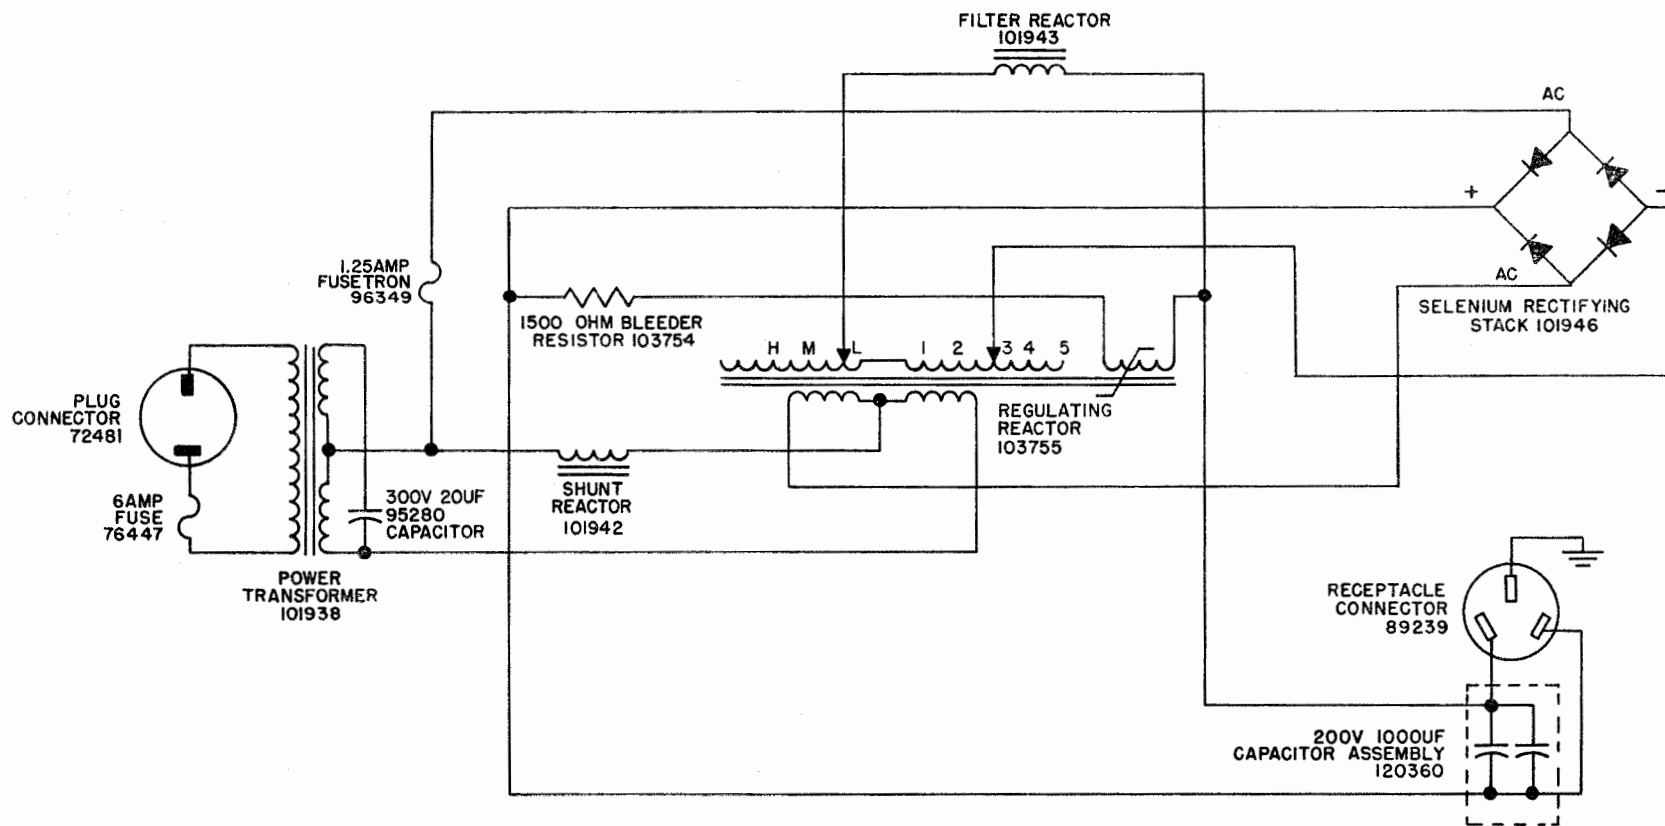 FILTER REACTOR
101943
AC
+
-
1.25AMP
FUSETRON
96349
AC
SELENIUM RECTIFYING
STACK 101946
1500 OHM BLEEDER
RESISTOR 103754
H M L 1 2 3 4 5
PLUG
CONNECTOR
72481
REGULATING
REACTOR
103755
6AMP
FUSE
76447
300V 20UF
95280
CAPACITOR
SHUNT
REACTOR
101942
POWER
TRANSFORMER
101938
RECEPTACLE
CONNECTOR
89239
200V 1000UF
CAPACITOR ASSEMBLY
120360